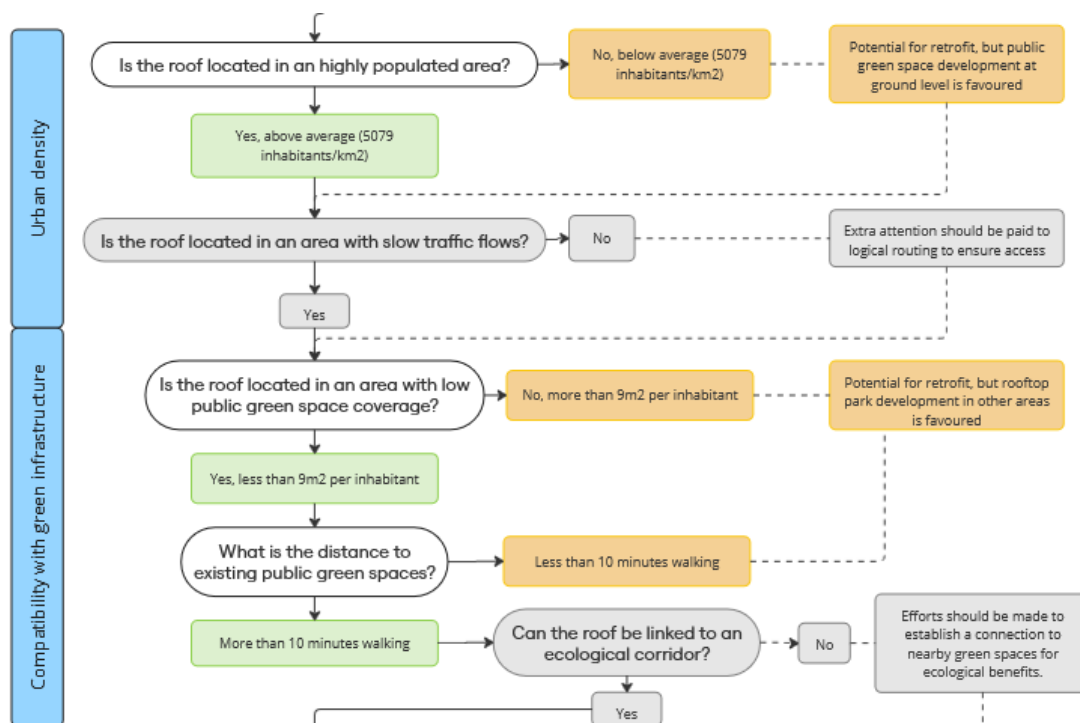 Urban density
Is the roof located in an highly populated area?
No, below average (5079
inhabitants/km2)
Potential for retrofit, but public
green space development at
ground level is favoured
Yes, above average (5079
inhabitants/km2)
Is the roof located in an area with slow traffic flows?
No
Extra attention should be paid to
logical routing to ensure access
Yes
Compatibility with green infrastructure
Is the roof located in an area with low
public green space coverage?
No, more than 9m2 per inhabitant
Potential for retrofit, but rooftop
park development in other areas
is favoured
Yes, less than 9m2 per inhabitant
What is the distance to
existing public green spaces?
Less than 10 minutes walking
More than 10 minutes walking
Can the roof be linked to an
ecological corridor?
No
Efforts should be made to
establish a connection to
nearby green spaces for
ecological benefits.
Yes